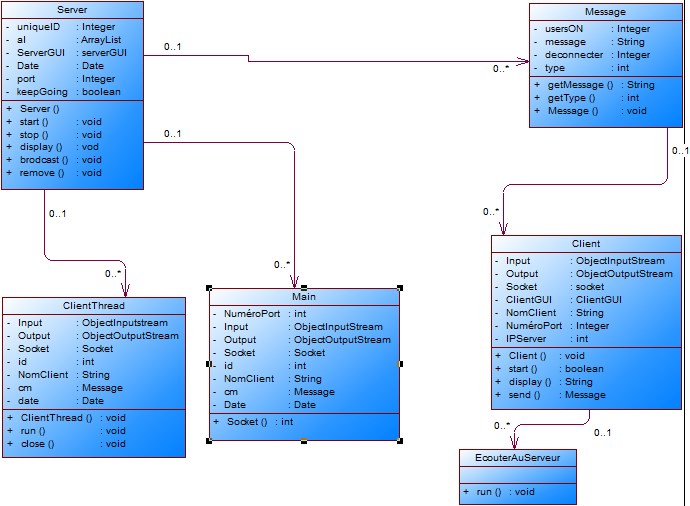 Server
- uniqueID : Integer
- al : ArrayList
- ServerGUI : serverGUI
- Date : Date
- port : Integer
- keepGoing : boolean
+ Server ()
+ start () : void
+ stop () : void
+ display () : vod
+ brodcast () : void
+ remove () : void
0..1
0..*
Message
- usersON : Integer
- message : String
- deconnecter : Integer
- type : int
+ getMessage () : String
+ getType () : int
+ Message () : void
0..1
0..*
0..1
0..*
0..1
0..*
ClientThread
- Input : ObjectInputstream
- Output : ObjectOutputStream
- Socket : Socket
- id : int
- NomClient : String
- cm : Message
- date : Date
+ ClientThread () : void
+ run () : void
+ close () : void
Main
- NuméroPort : int
- Input : ObjectInputStream
- Output : ObjectOutputStream
- Socket : Socket
- id : int
- NomClient : String
- cm : Message
- Date : Date
+ Socket () : int
Client
- Input : ObjectInputStream
- Output : ObjectOutputStream
- Socket : socket
- ClientGUI : ClientGUI
- NomClient : String
- NuméroPort : Integer
- IPServer : int
+ Client () : void
+ start () : boolean
+ display () : String
+ send () : Message
0..*
0..1
EcouterAuServeur
+ run () : void